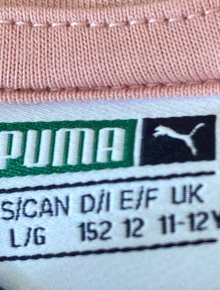 PUMA
S/CAN D/I E/F UK
L/G 152 12 11-12Y